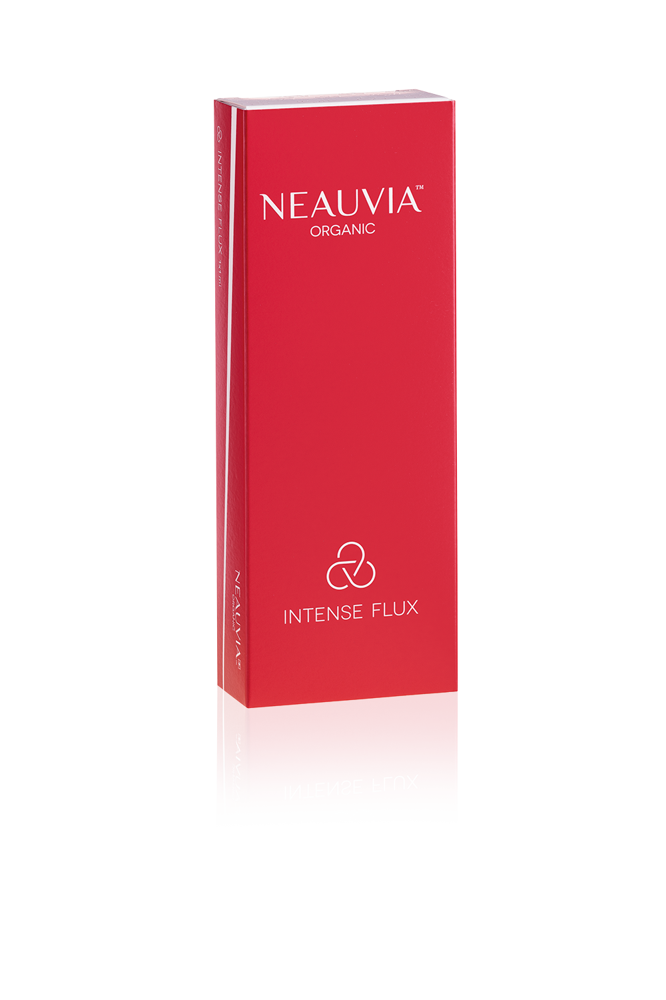 NEAUVIA™
ORGANIC
INTENSE FLUX
INTENSE FLUX 1x1ml
NEAUVIA
ORGANIC